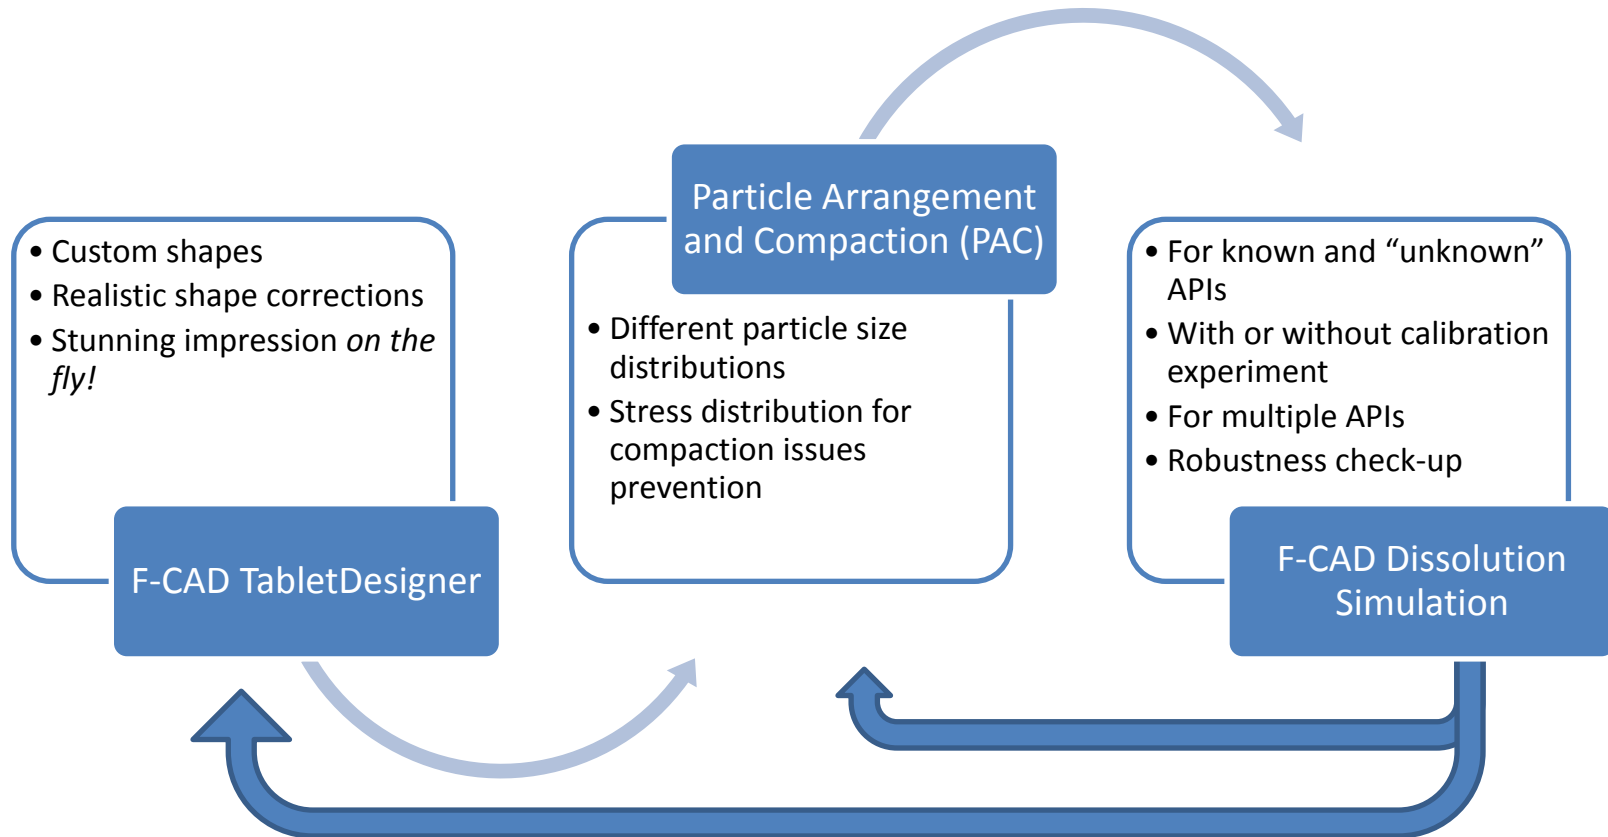 • Custom shapes
• Realistic shape corrections
• Stunning impression on the
fly!
F-CAD TabletDesigner
Particle Arrangement
and Compaction (PAC)
• Different particle size
distributions
• Stress distribution for
compaction issues
prevention
• For known and “unknown”
APIs
• With or without calibration
experiment
• For multiple APIs
• Robustness check-up
F-CAD Dissolution
Simulation